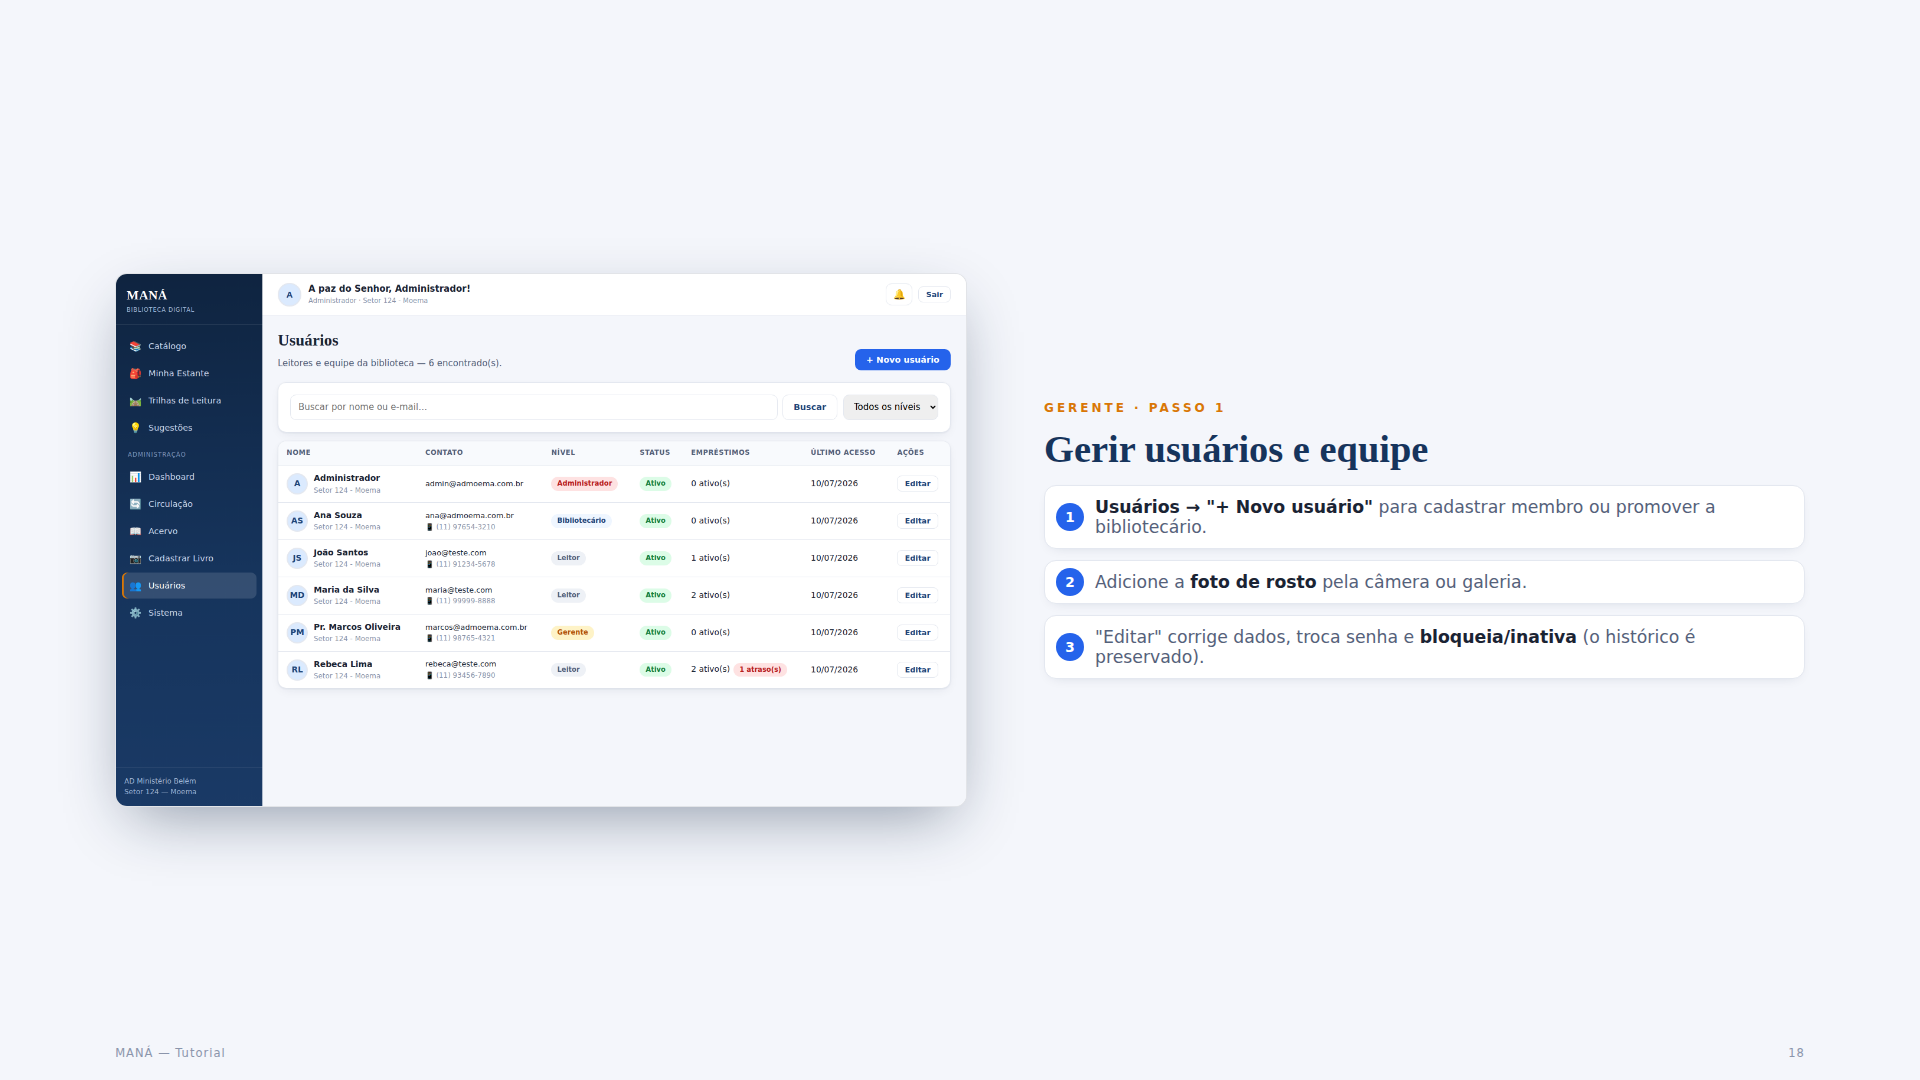 MANÁ
BIBLIOTECA DIGITAL
Catálogo
Minha Estante
Trilhas de Leitura
Sugestões
ADMINISTRAÇÃO
Dashboard
Circulação
Acervo
Cadastrar Livro
Usuários
Sistema
AD Ministério Belém
Setor 124 — Moema
A
A paz do Senhor, Administrador!
Administrador · Setor 124 - Moema
Sair
Usuários
Leitores e equipe da biblioteca — 6 encontrado(s).
+ Novo usuário
Buscar por nome ou e-mail...
Buscar
Todos os níveis
NOME CONTATO NÍVEL STATUS EMPRÉSTIMOS ÚLTIMO ACESSO AÇÕES
A Administrador admin@admoema.com.br Administrador Ativo 0 ativo(s) 10/07/2026 Editar
Setor 124 - Moema
AS Ana Souza ana@admoema.com.br Bibliotecário Ativo 0 ativo(s) 10/07/2026 Editar
Setor 124 - Moema (11) 97654-3210
JS João Santos joao@teste.com Leitor Ativo 1 ativo(s) 10/07/2026 Editar
Setor 124 - Moema (11) 91234-5678
MD Maria da Silva maria@teste.com Leitor Ativo 2 ativo(s) 10/07/2026 Editar
Setor 124 - Moema (11) 99999-8888
PM Pr. Marcos Oliveira marcos@admoema.com.br Gerente Ativo 0 ativo(s) 10/07/2026 Editar
Setor 124 - Moema (11) 98765-4321
RL Rebeca Lima rebeca@teste.com Leitor Ativo 2 ativo(s) 1 atraso(s) 10/07/2026 Editar
Setor 124 - Moema (11) 93456-7890
GERENTE · PASSO 1
Gerir usuários e equipe
1 Usuários → "+ Novo usuário" para cadastrar membro ou promover a
bibliotecário.
2 Adicione a foto de rosto pela câmera ou galeria.
3 "Editar" corrige dados, troca senha e bloqueia/inativa (o histórico é
preservado).
MANÁ — Tutorial
18